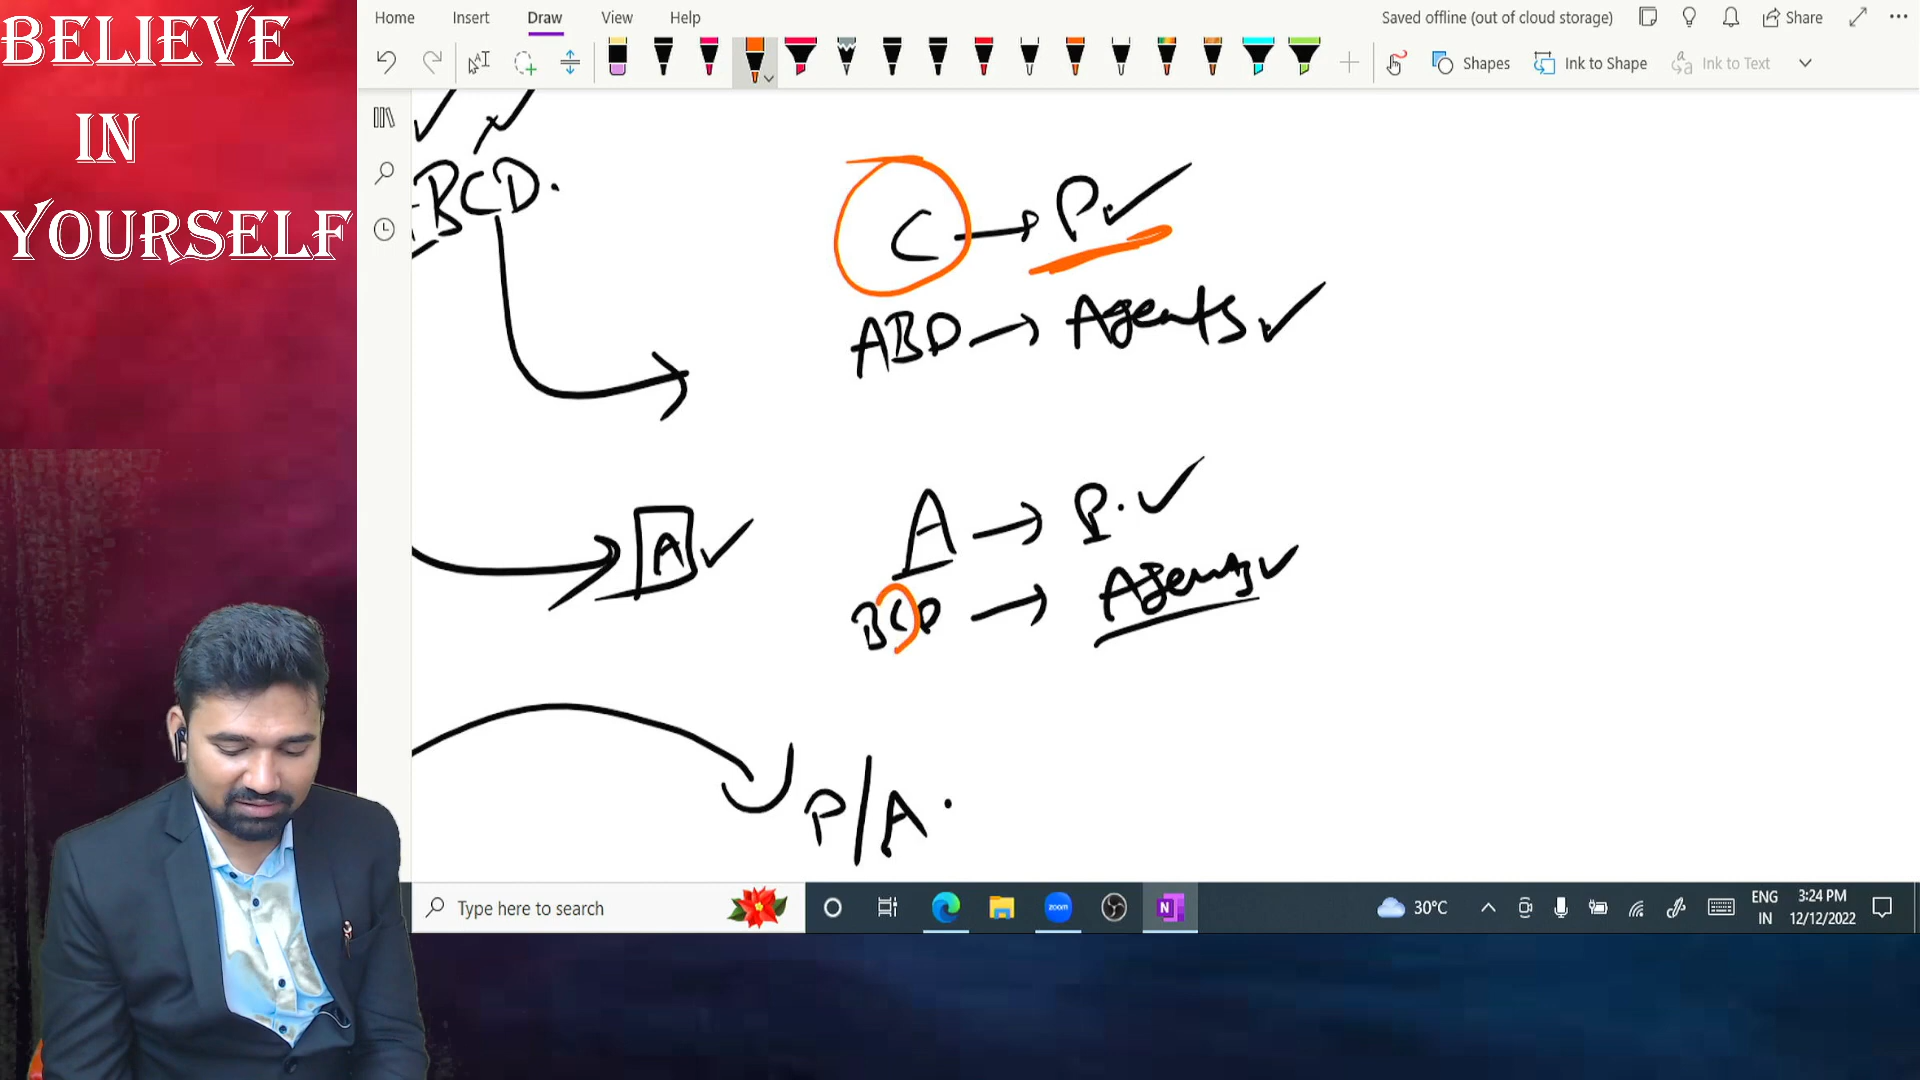 BELIEVE
IN
YOURSELF
Home Insert Draw View Help
Saved offline (out of cloud storage) Share
Shapes Ink to Shape Ink to Text
BCD.
C → P
ABD → Agents
A
A → P.
BCD → Agents
P/A.
Type here to search
zoom
N
30°C
ENG
IN
3:24 PM
12/12/2022